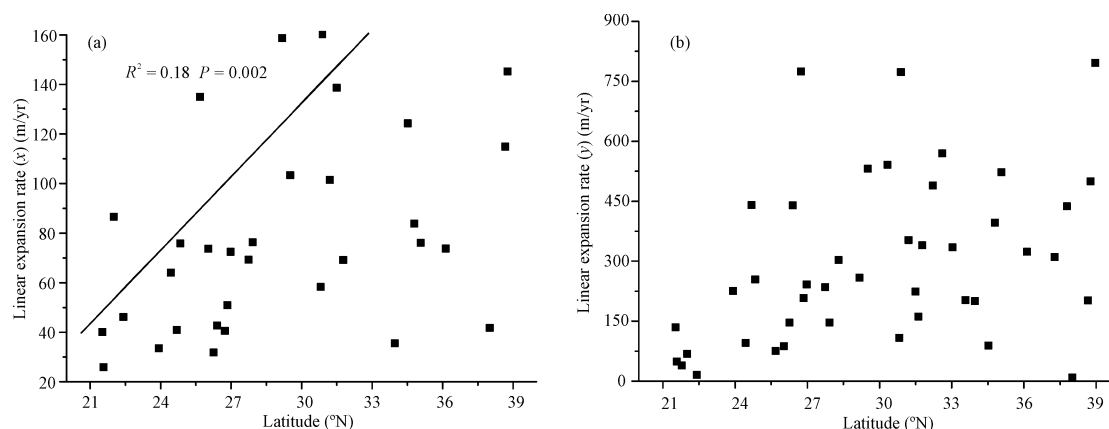 (a)
R² = 0.18 P = 0.002
Linear expansion rate (x) (m/yr)
160
140
120
100
80
60
40
20
21 24 27 30 33 36 39
Latitude (ºN)
(b)
Linear expansion rate (y) (m/yr)
900
750
600
450
300
150
0
21 24 27 30 33 36 39
Latitude (ºN)